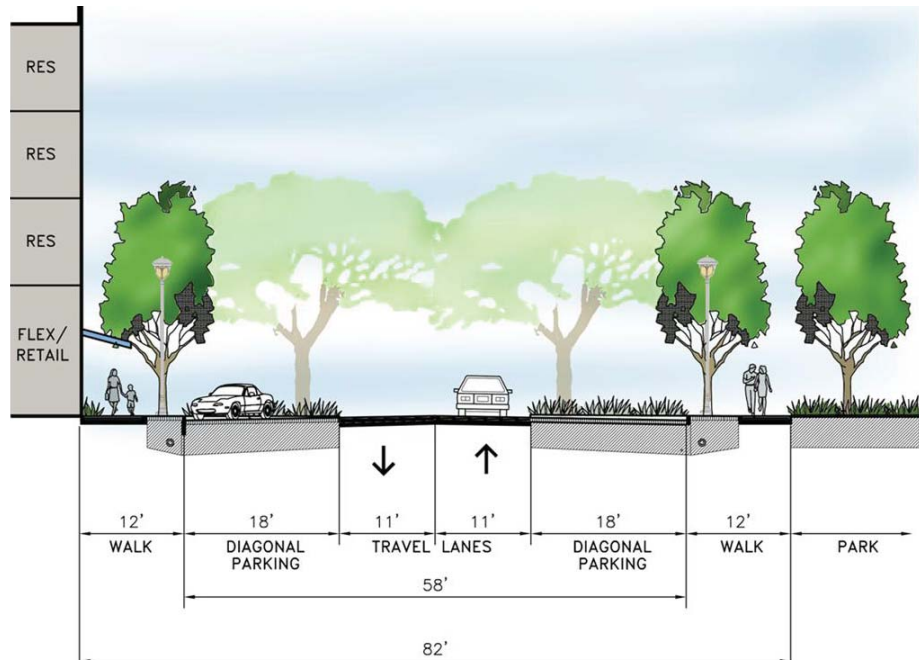 RES
RES
RES
FLEX/
RETAIL
12' 18' 11' 11' 18' 12'
WALK DIAGONAL PARKING TRAVEL LANES DIAGONAL PARKING WALK PARK
58'
82'